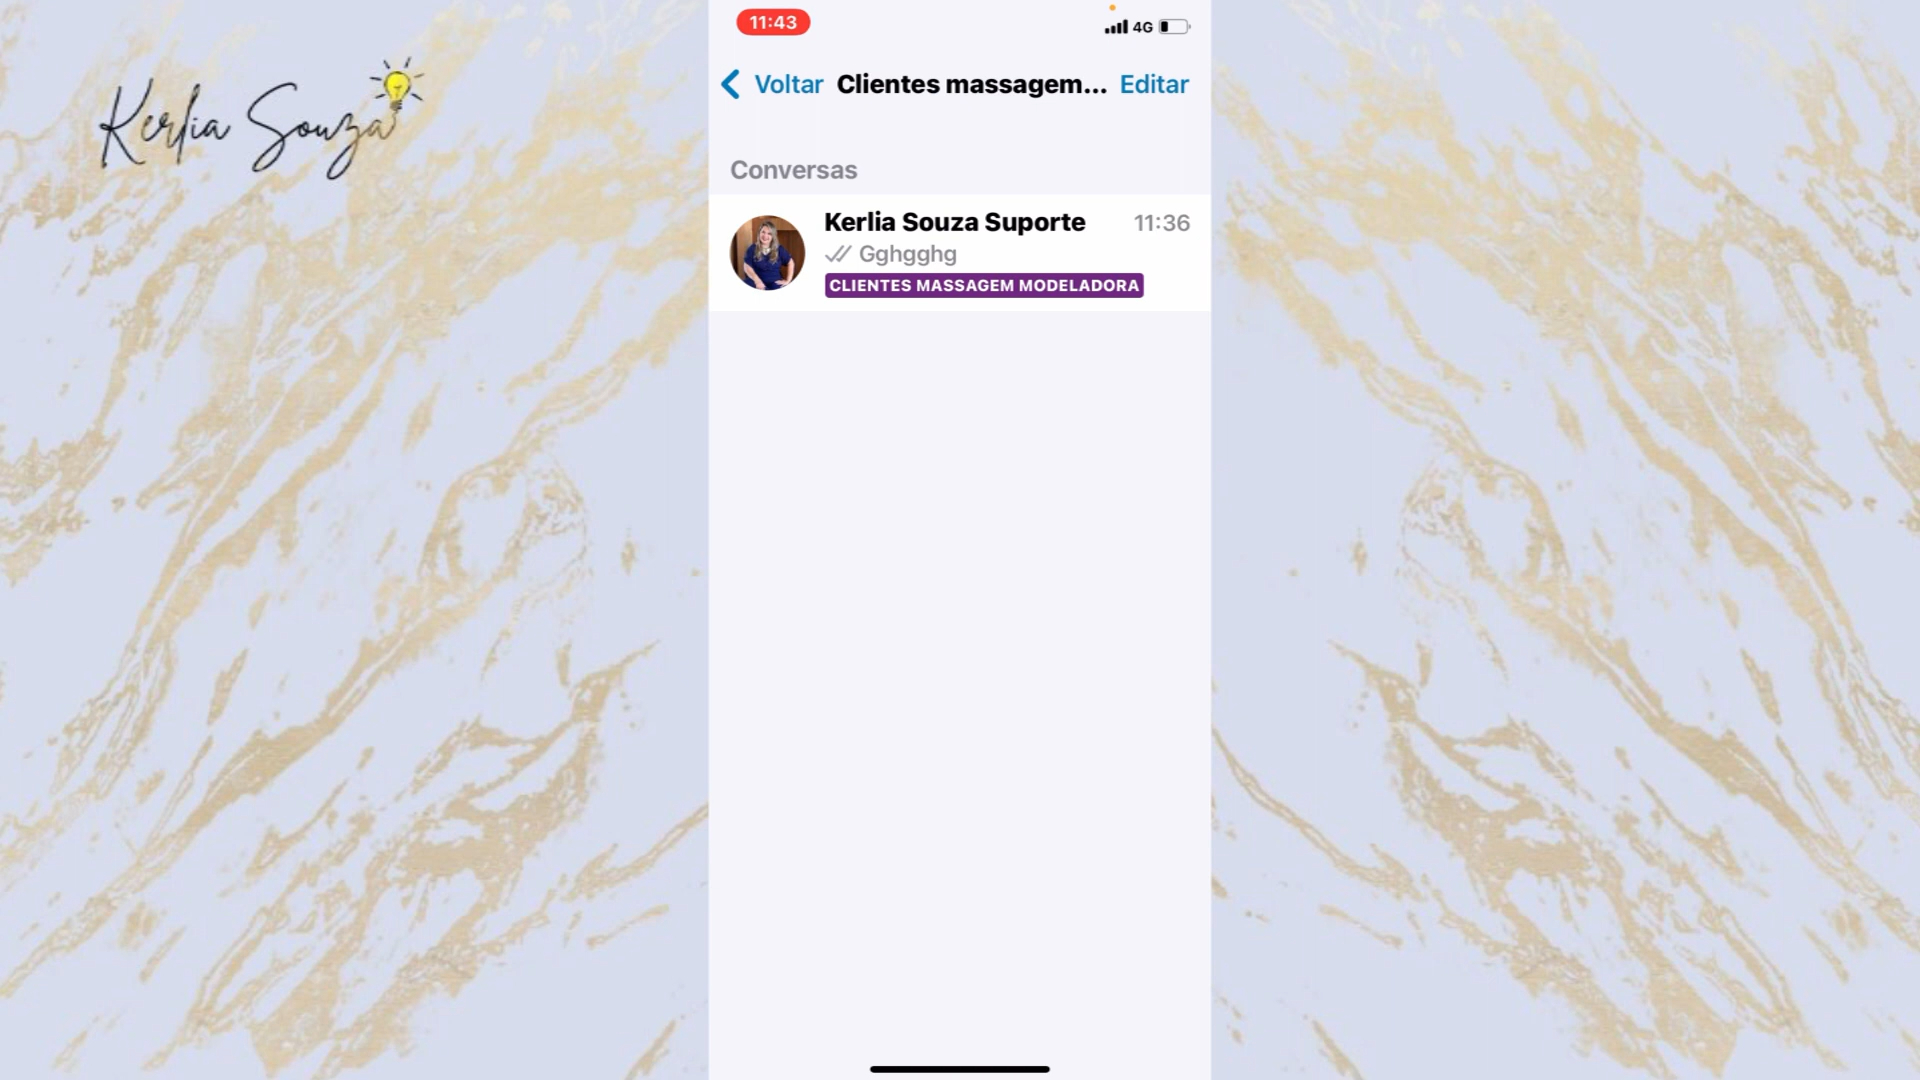 Kerlia Souza
11:43
4G
Voltar Clientes massagem... Editar
Conversas
Kerlia Souza Suporte 11:36
Gghgghg
CLIENTES MASSAGEM MODELADORA